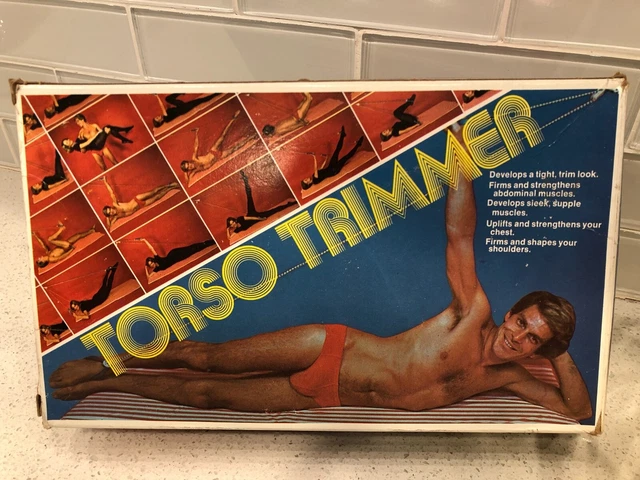 TORSO TRIMMER
Develops a tight, trim look.
Firms and strengthens
abdominal muscles.
Develops sleek, supple
muscles.
Uplifts and strengthens your
chest.
Firms and shapes your
shoulders.